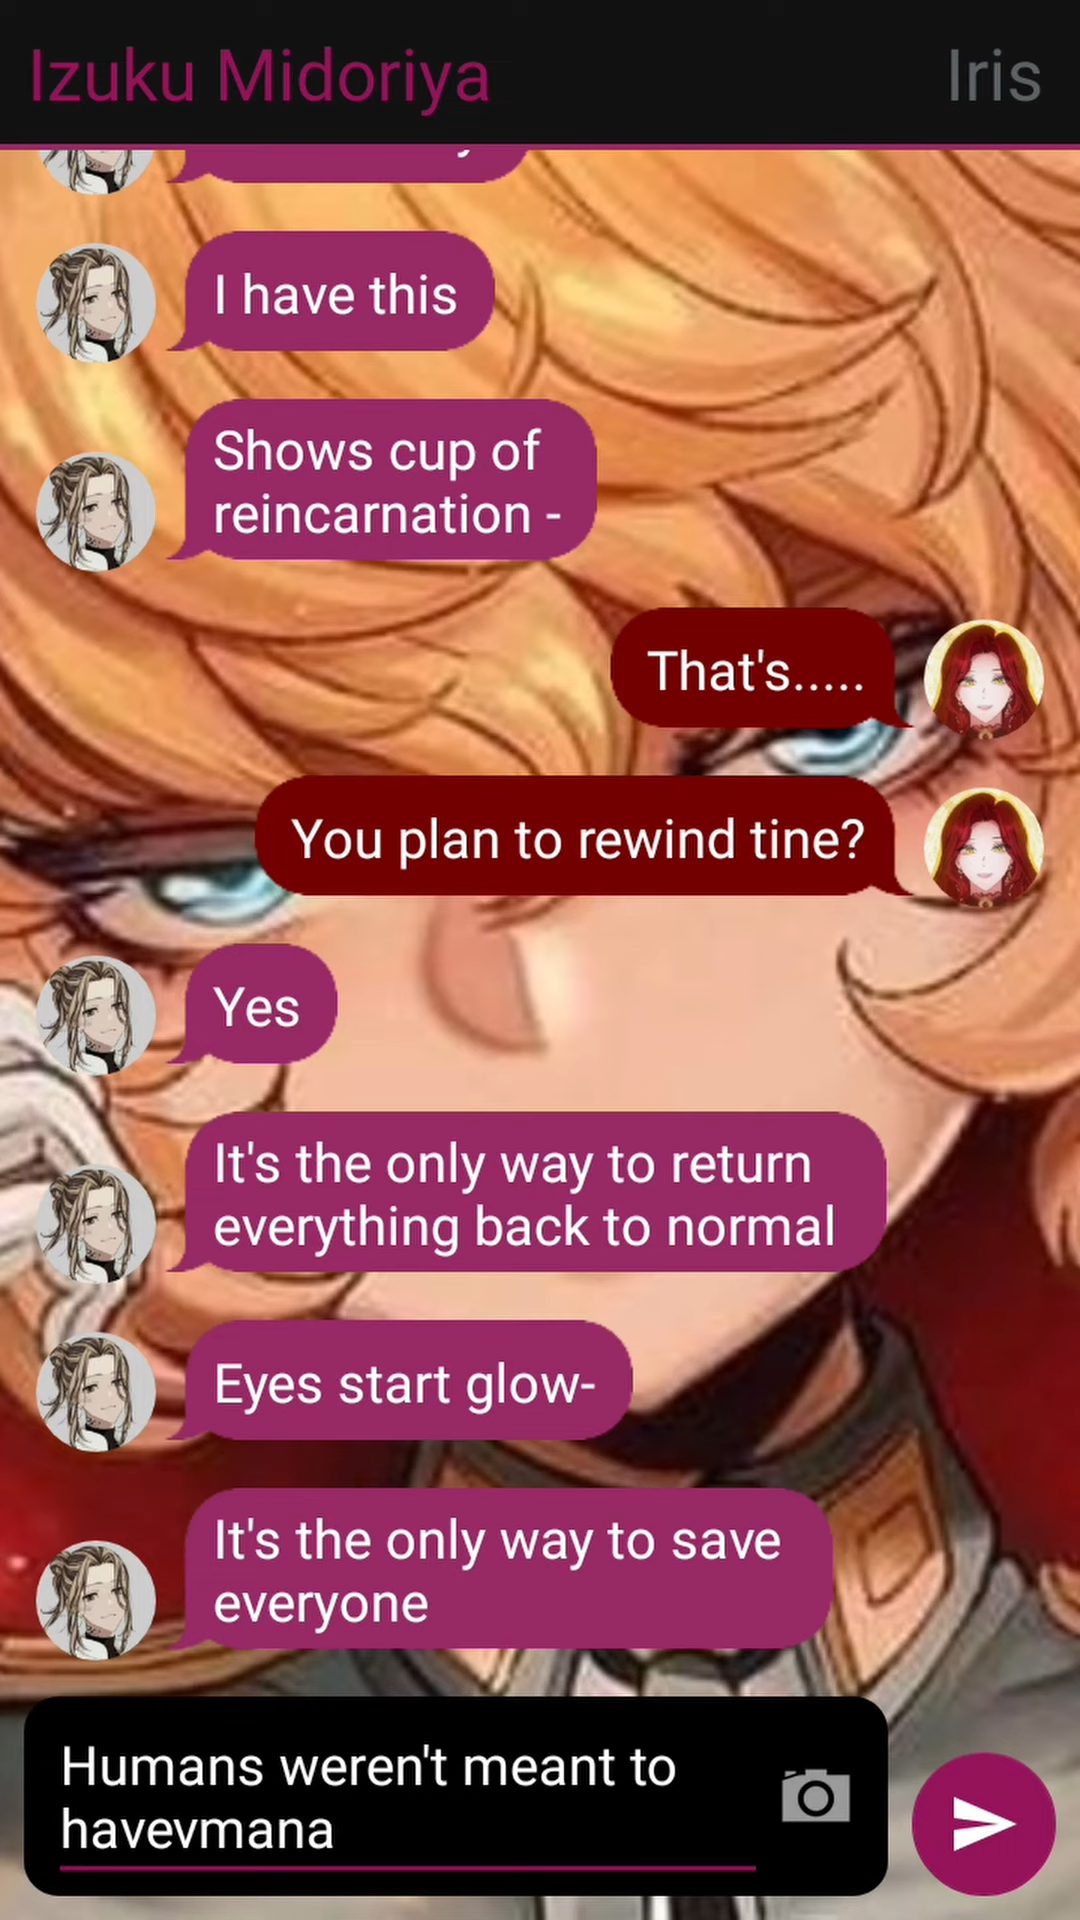 Izuku Midoriya
Iris
I have this
Shows cup of
reincarnation -
That's.....
You plan to rewind tine?
Yes
It's the only way to return
everything back to normal
Eyes start glow-
It's the only way to save
everyone
Humans weren't meant to
havevmana